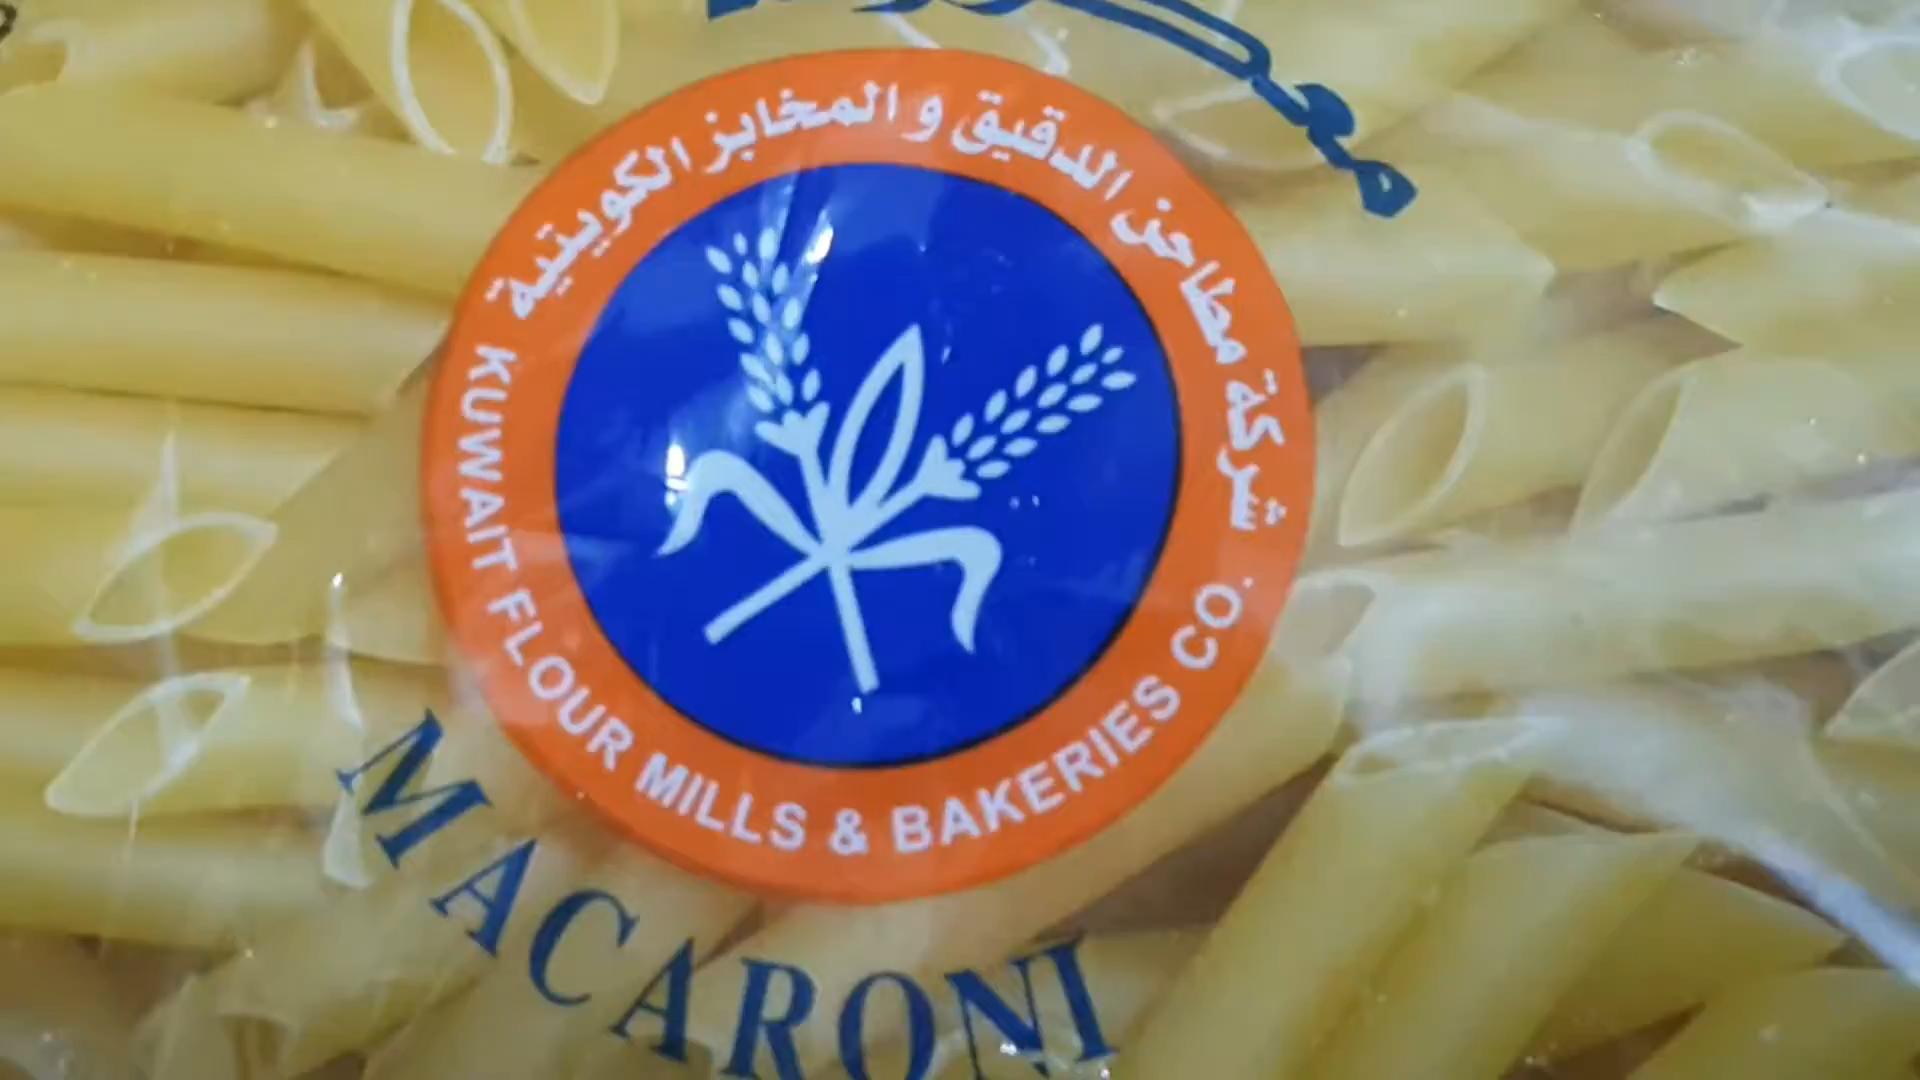 شركة مطاحن الدقيق و المخابز الكويتية
KUWAIT FLOUR MILLS & BAKERIES CO.
MACARONI